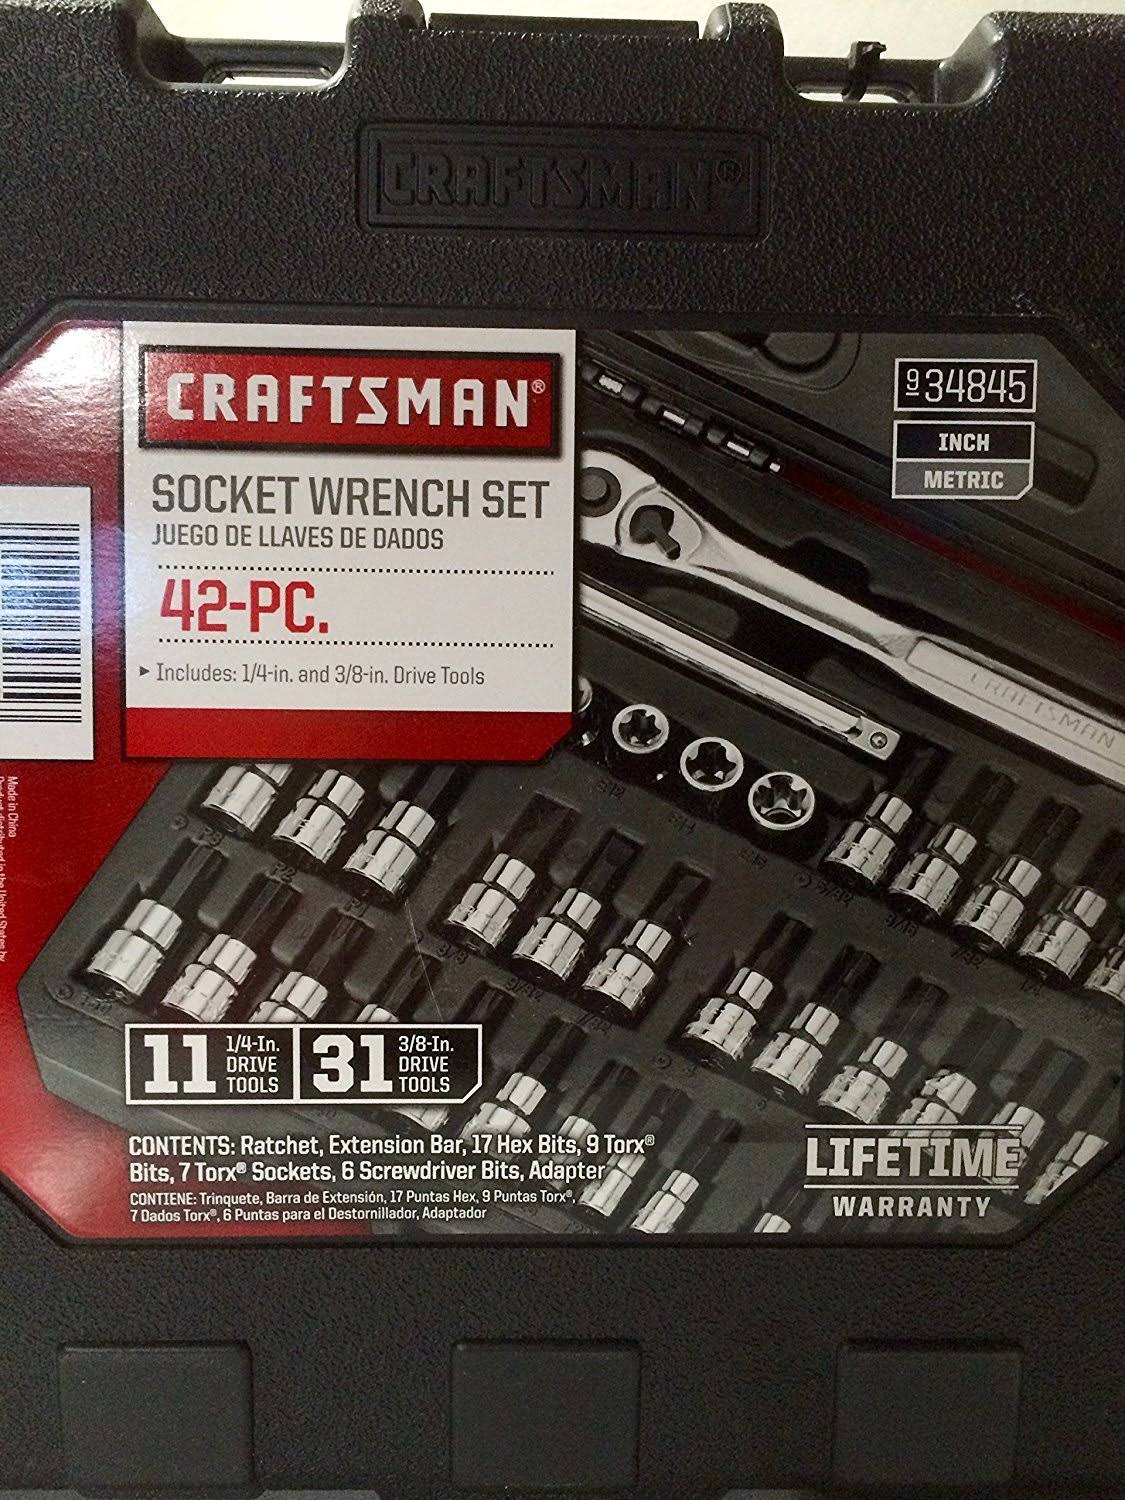 CRAFTSMAN®
CRAFTSMAN®
SOCKET WRENCH SET
JUEGO DE LLAVES DE DADOS
42-PC.
▸ Includes: 1/4-in. and 3/8-in. Drive Tools
934845
INCH
METRIC
CRAFTSMAN
Made in China
11 1/4-In. DRIVE TOOLS
31 3/8-In. DRIVE TOOLS
CONTENTS: Ratchet, Extension Bar, 17 Hex Bits, 9 Torx®
Bits, 7 Torx® Sockets, 6 Screwdriver Bits, Adapter
CONTIENE: Trinquete, Barra de Extensión, 17 Puntas Hex, 9 Puntas Torx®,
7 Dados Torx®, 6 Puntas para el Destornillador, Adaptador
LIFETIME
WARRANTY